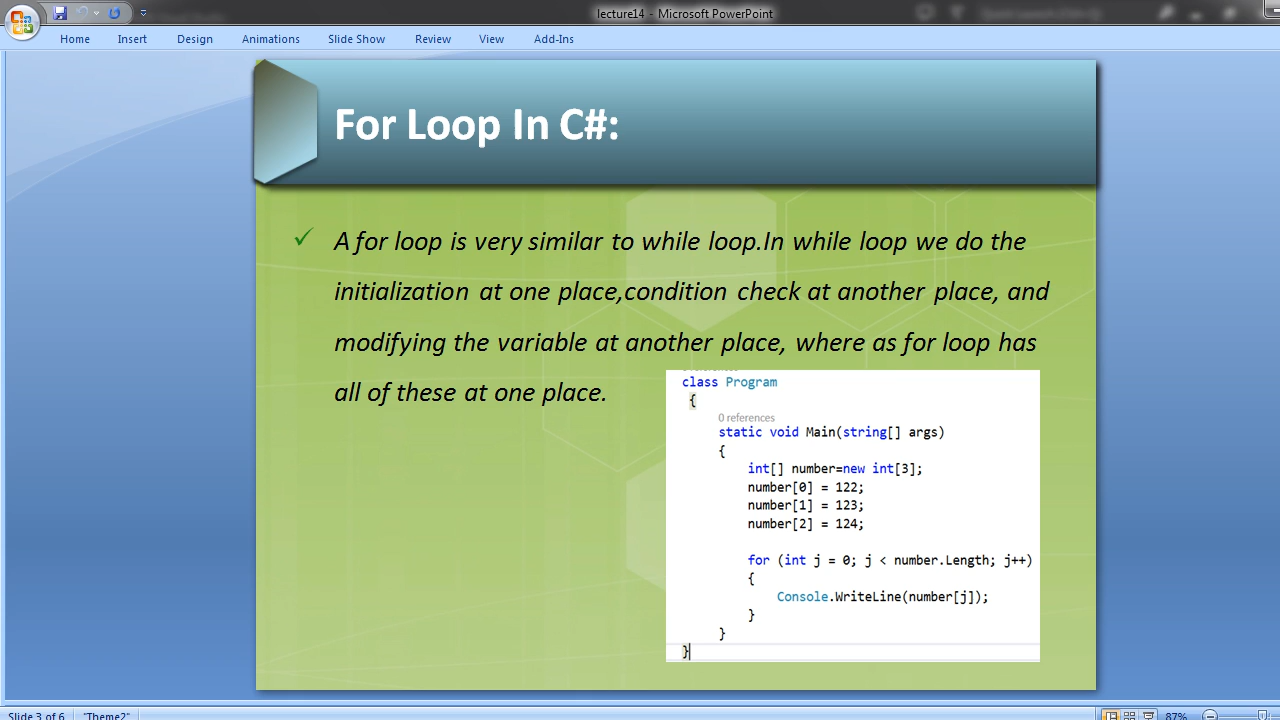 lecture14 - Microsoft PowerPoint
Home Insert Design Animations Slide Show Review View Add-Ins
For Loop In C#:
✓ A for loop is very similar to while loop.In while loop we do the
initialization at one place,condition check at another place, and
modifying the variable at another place, where as for loop has
all of these at one place.
class Program
{
0 references
static void Main(string[] args)
{
int[] number=new int[3];
number[0] = 122;
number[1] = 123;
number[2] = 124;
for (int j = 0; j < number.Length; j++)
{
Console.WriteLine(number[j]);
}
}
}
Slide 3 of 6 "Theme2" 87%